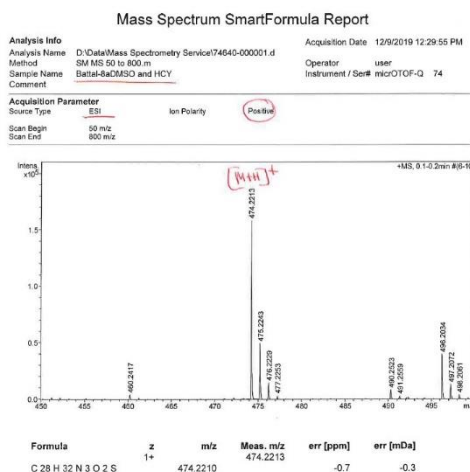 Mass Spectrum SmartFormula Report
Analysis Info
Acquisition Date 12/9/2019 12:29:55 PM
Analysis Name D:\Data\Mass Spectrometry Service\74640-000001.d
Method SM MS 50 to 800.m
Operator user
Sample Name Battal-8aDMSO and HCY
Instrument / Ser# micrOTOF-Q 74
Comment
Acquisition Parameter
Source Type ESI Ion Polarity Positive
Scan Begin 50 m/z
Scan End 800 m/z
Intens.
+MS, 0.1-0.2min #(6-10
[M+H]+
474.2213
1.5
1.0
475.2243
0.5
496.2034
476.2229
497.2072
460.2417
477.2253
490.2523
491.2559
498.2061
0.0
450 455 460 465 470 475 480 485 490 495
Formula z m/z Meas. m/z err [ppm] err [mDa]
1+ 474.2213
C 28 H 32 N 3 O 2 S 474.2210 -0.7 -0.3